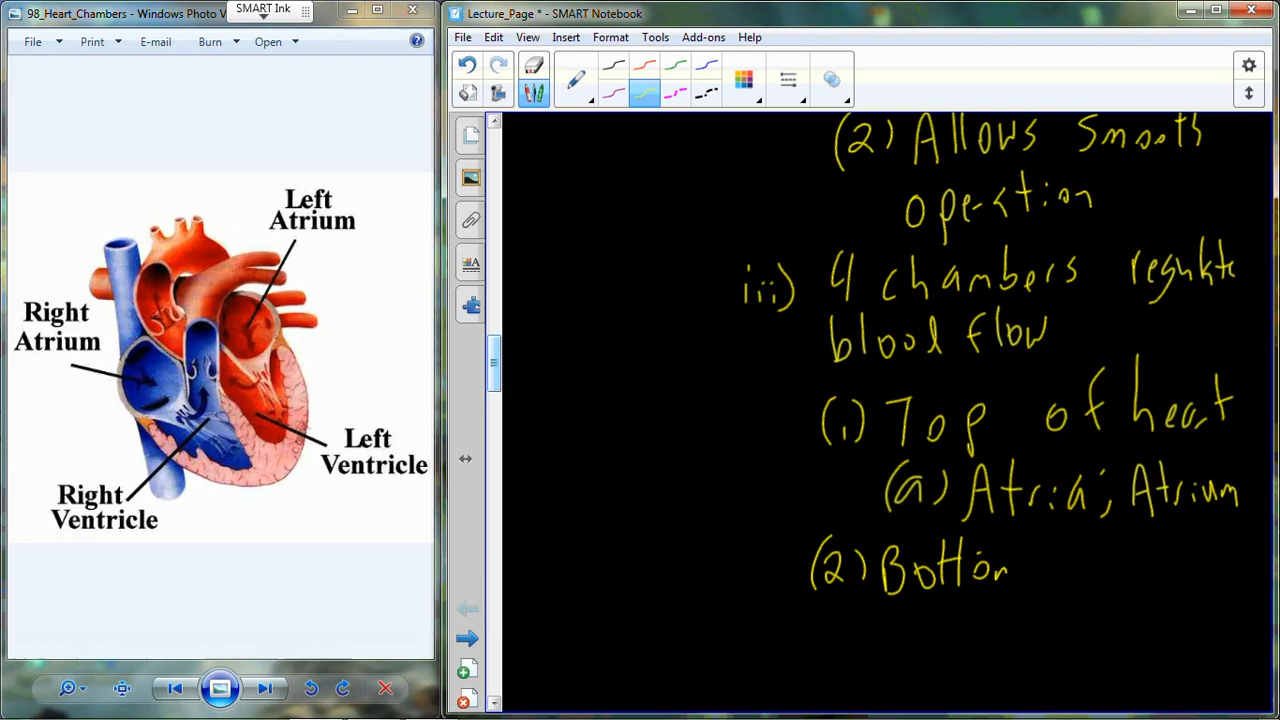 98_Heart_Chambers - Windows Photo V
SMART Ink
File Print E-mail Burn Open
Left
Atrium
Right
Atrium
Left
Ventricle
Right
Ventricle
Lecture_Page * - SMART Notebook
File Edit View Insert Format Tools Add-ons Help
(2) Allows smooth
operation
iii) 4 chambers regulate
blood flow
(1) Top of heart
(a) Atria; Atrium
(2) Bottom